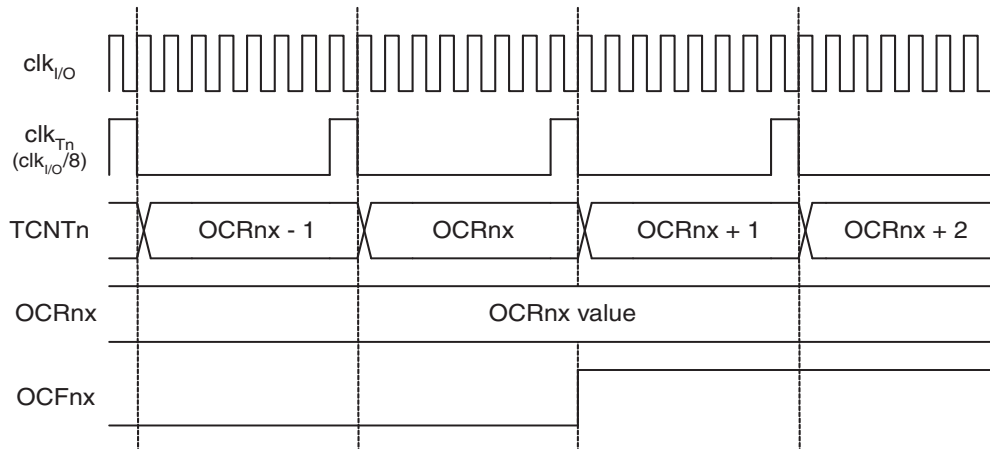 clkI/O
clkTn
(clkI/O/8)
TCNTn
OCRnx - 1
OCRnx
OCRnx + 1
OCRnx + 2
OCRnx
OCRnx value
OCFnx